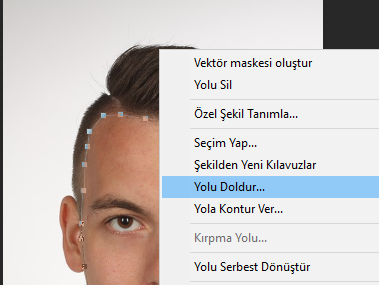 Vektör maskesi oluştur
Yolu Sil
Özel Şekil Tanımla...
Seçim Yap...
Şekilden Yeni Kılavuzlar
Yolu Doldur...
Yola Kontur Ver...
Kırpma Yolu...
Yolu Serbest Dönüştür